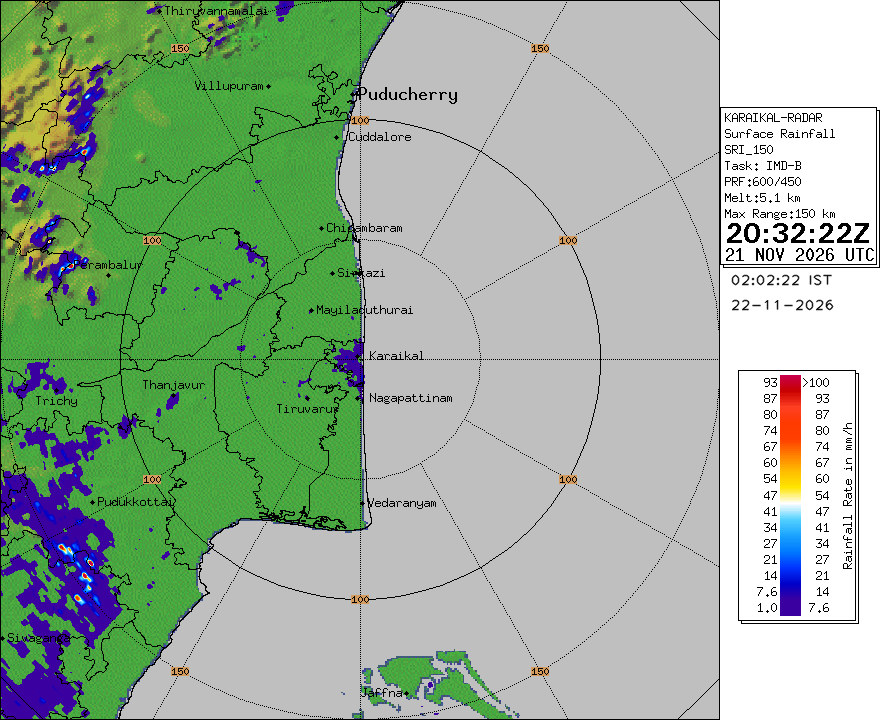 Thiruvannamalai
150
150
Villupuram
Puducherry
100
Cuddalore
Chidambaram
100
100
Perambalur
Sirkazi
Mayiladuthurai
Karaikal
Thanjavur
Trichy
Tiruvarur
Nagapattinam
100
100
Pudukkottai
Vedaranyam
100
Siwaganga
150
150
Jaffna
KARAIKAL-RADAR
Surface Rainfall
SRI_150
Task: IMD-B
PRF:600/450
Melt:5.1 km
Max Range:150 km
20:32:22Z
21 NOV 2026 UTC
02:02:22 IST
22-11-2026
93 >100
87 93
80 87
74 80
67 74
60 67
54 60
47 54
41 47
34 41
27 34
21 27
14 21
7.6 14
1.0 7.6
Rainfall Rate in mm/h